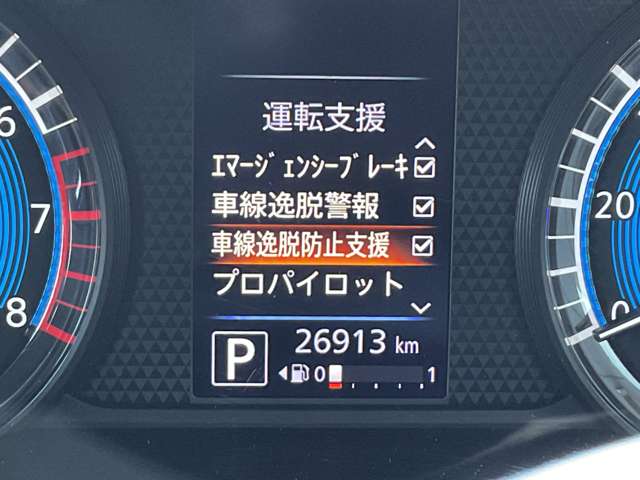 運転支援
ｴﾏｰｼﾞｪﾝｼｰﾌﾞﾚｰｷ
車線逸脱警報
車線逸脱防止支援
プロパイロット
P 26913 km
0 1
6
7
8
20
0